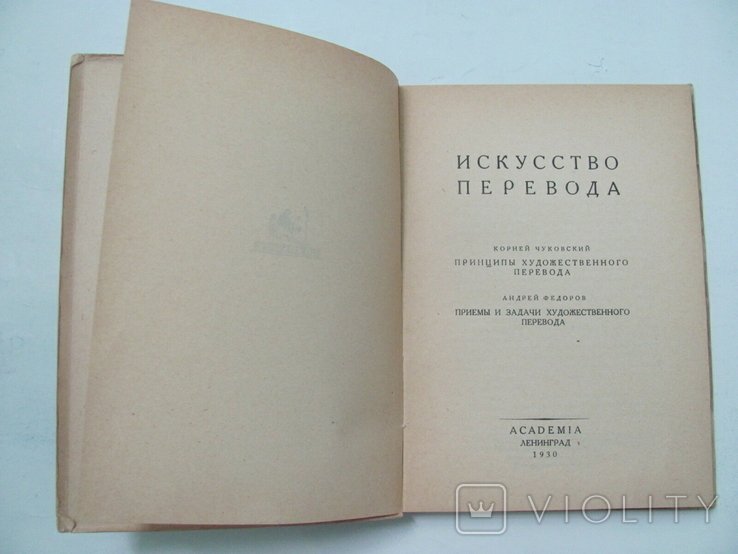 ИСКУССТВО
ПЕРЕВОДА
КОРНЕЙ ЧУКОВСКИЙ
ПРИНЦИПЫ ХУДОЖЕСТВЕННОГО
ПЕРЕВОДА
АНДРЕЙ ФЕДОРОВ
ПРИЕМЫ И ЗАДАЧИ ХУДОЖЕСТВЕННОГО
ПЕРЕВОДА
ACADEMIA
ЛЕНИНГРАД
1930
VIOLITY